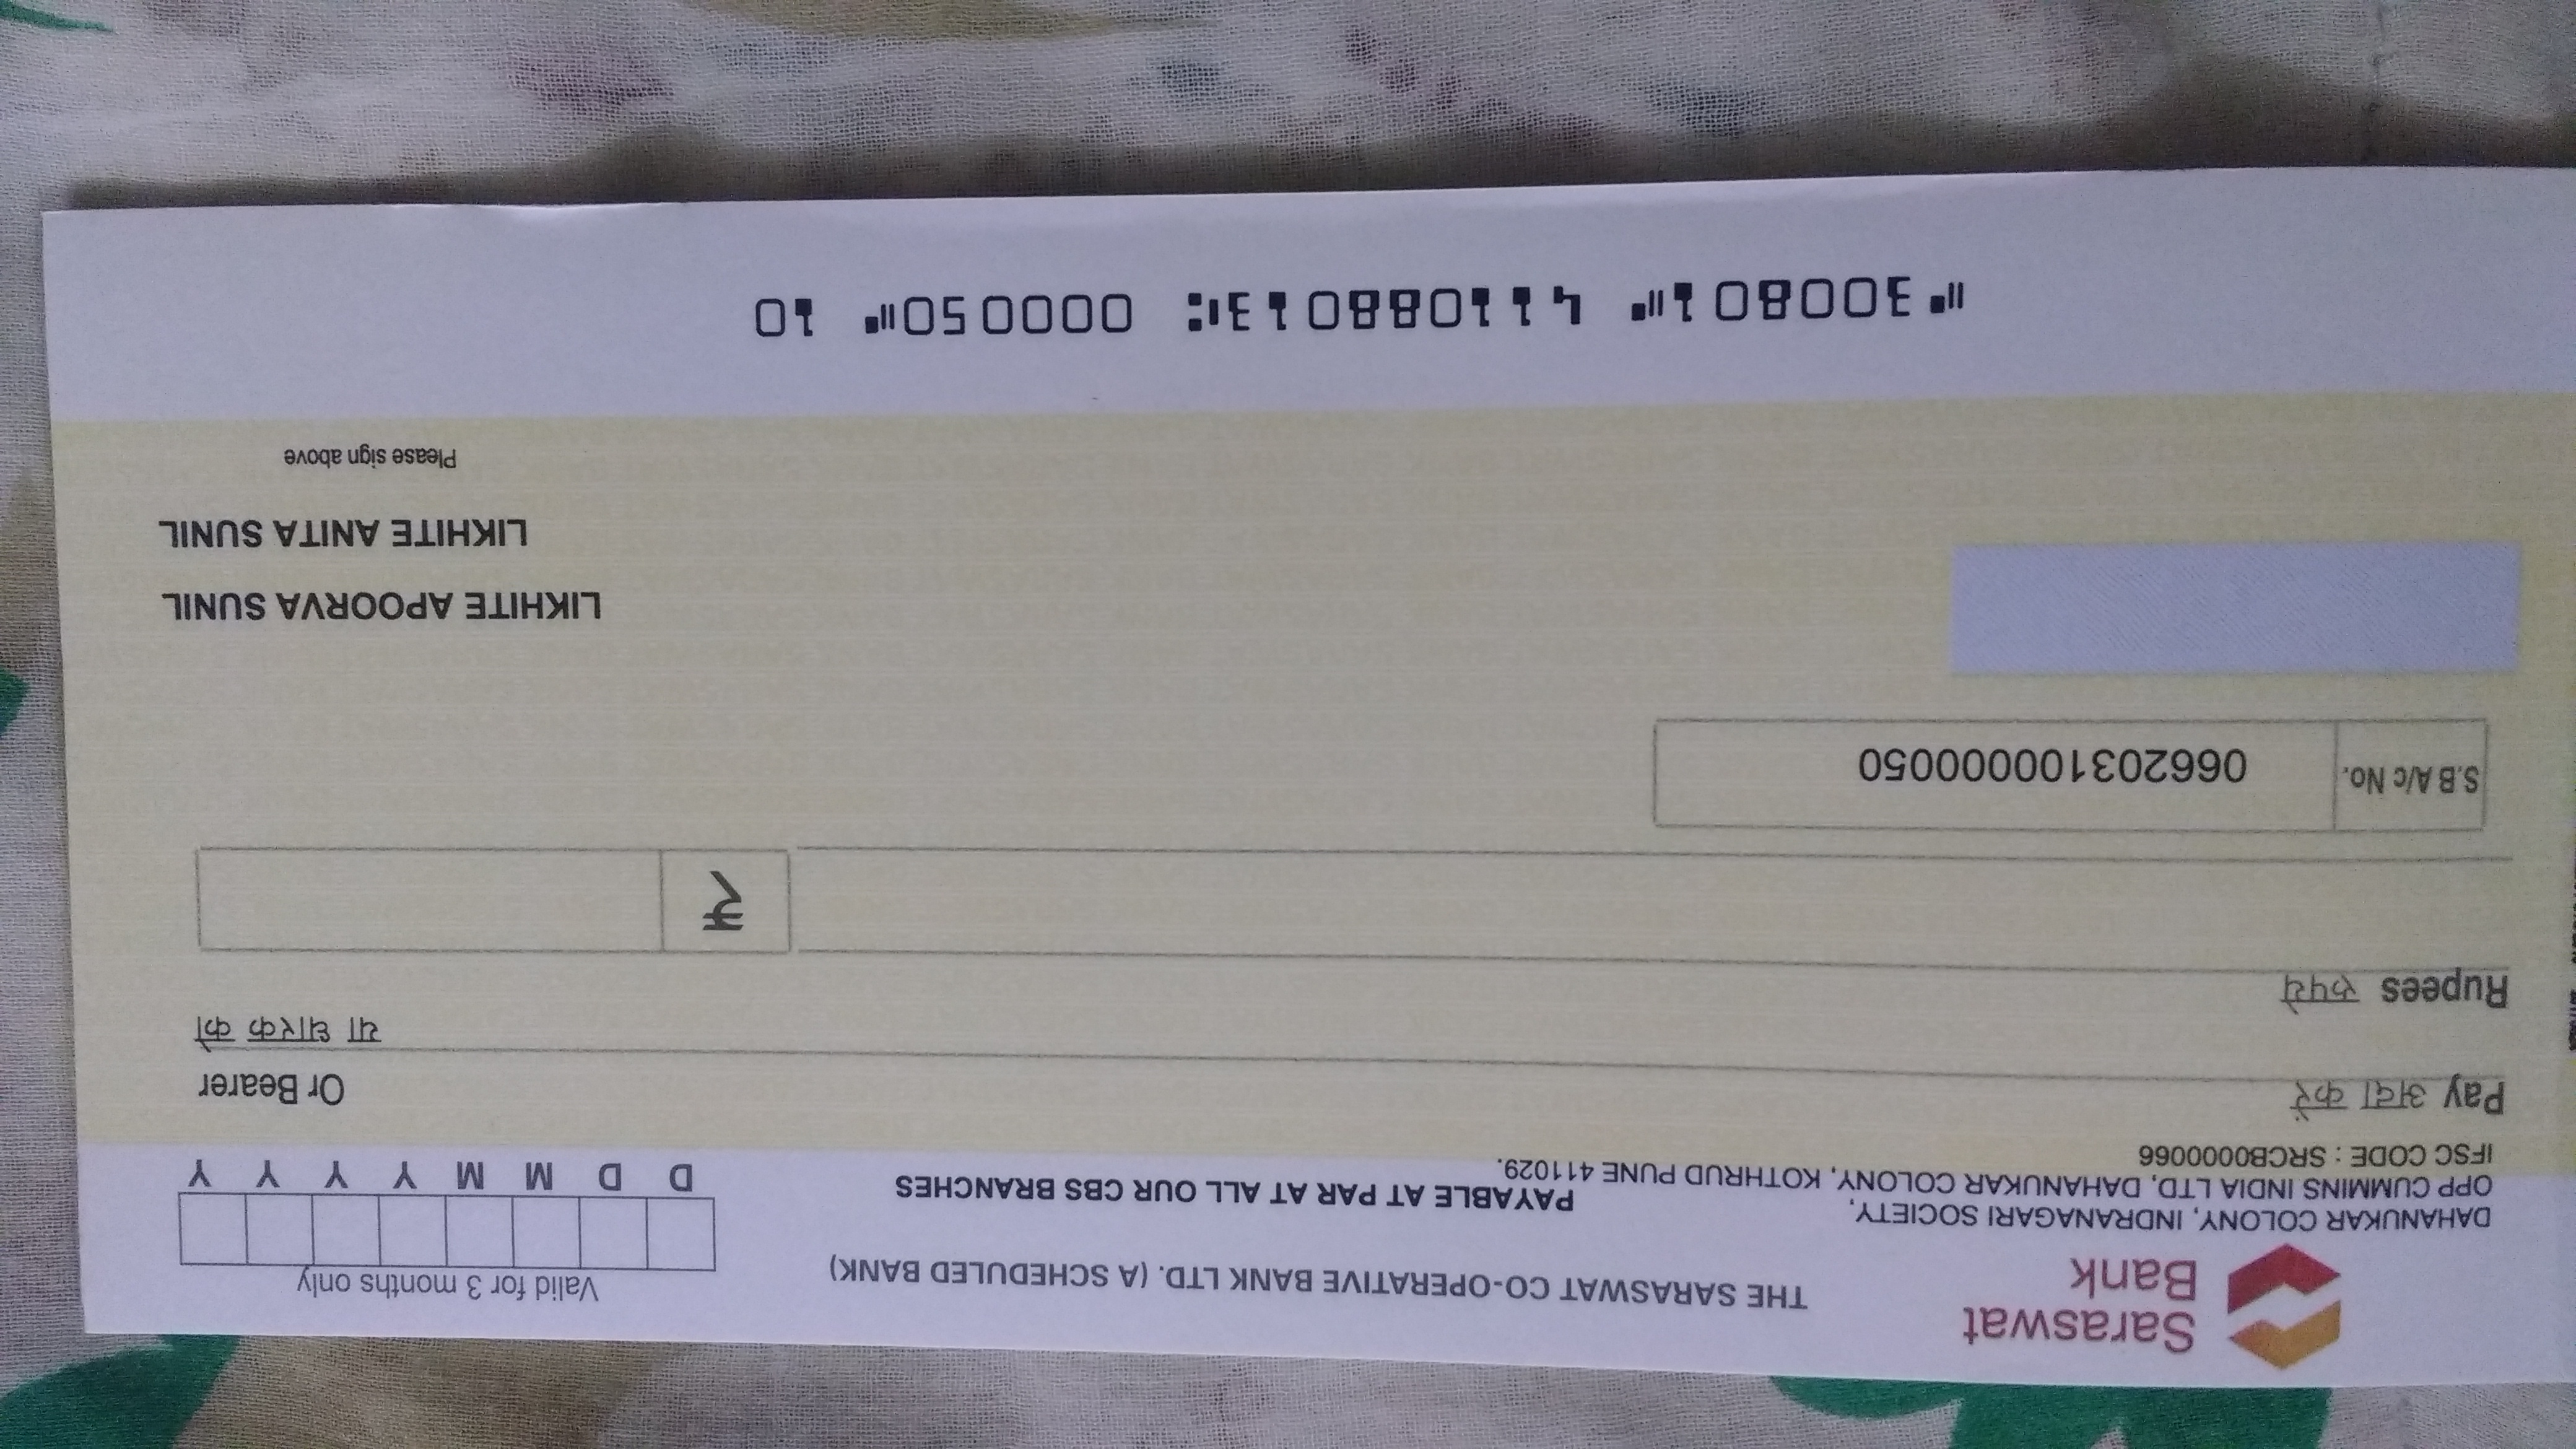 Saraswat
Bank
THE SARASWAT CO-OPERATIVE BANK LTD. (A SCHEDULED BANK)
Valid for 3 months only
DAHANUKAR COLONY, INDRANAGARI SOCIETY,
PAYABLE AT PAR AT ALL OUR CBS BRANCHES
OPP CUMMINS INDIA LTD, DAHANUKAR COLONY, KOTHRUD PUNE 411029.
D D M M Y Y Y Y
IFSC CODE : SRCB0000066
Pay अदा करें
Or Bearer
या धारक को
Rupees रुपये
₹
S.B A/c No. 066203100000050
LIKHITE APOORVA SUNIL
LIKHITE ANITA SUNIL
Please sign above
⑈300801⑈ 411088013⑆ 000050⑈ 10